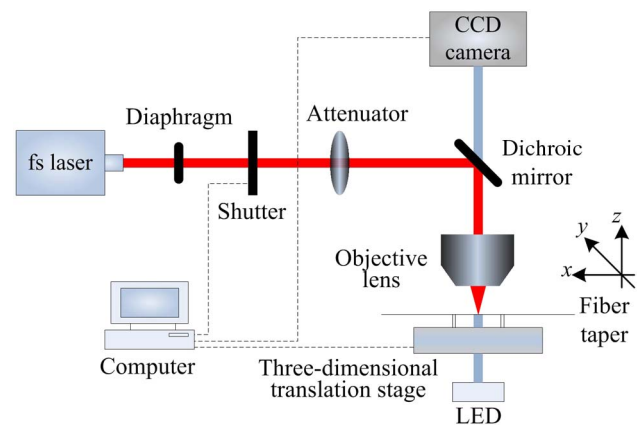 CCD
camera
Diaphragm
Attenuator
fs laser
Dichroic
mirror
Shutter
Objective
lens
z
y
x
Fiber
taper
Computer
Three-dimensional
translation stage
LED